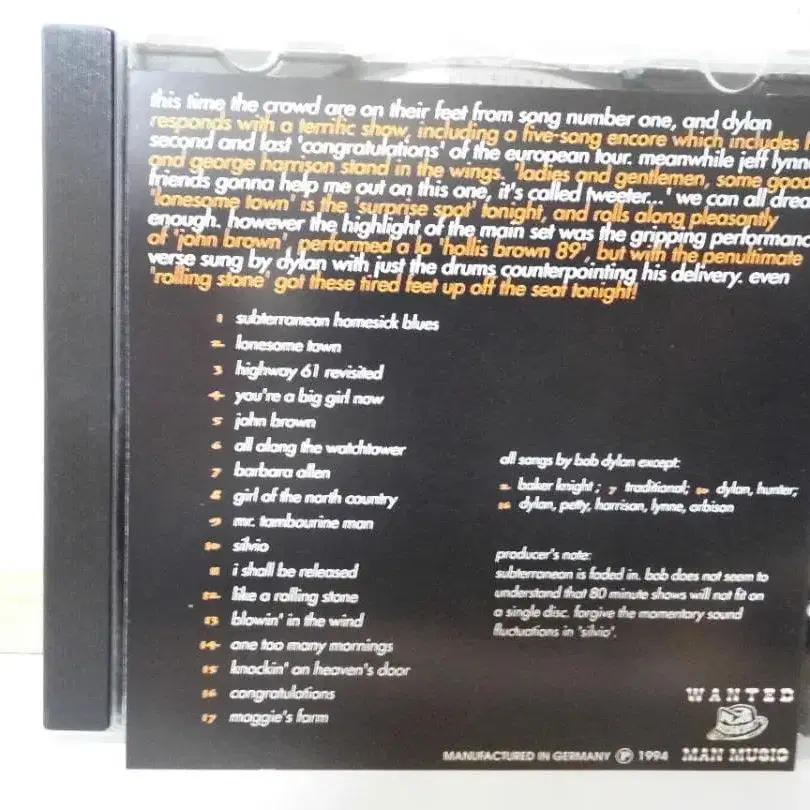 this time the crowd are on their feet from song number one, and dylan
responds with a terrific show, including a five-song encore which includes
second and last 'congratulations' of the european tour. meanwhile jeff lynn
and george harrison stand in the wings. 'ladies and gentlemen, some good
friends gonna help me out on this one, it's called tweeter...' we can all drea
'lonesome town' is the 'surprise spot' tonight, and rolls along pleasantly
enough. however the highlight of the main set was the gripping performan
of 'john brown', performed a la 'hollis brown 89', but with the penultimate
verse sung by dylan with just the drums counterpointing his delivery. even
'rolling stone' got these tired feet up off the seat tonight!
1 subterranean homesick blues
2 lonesome town
3 highway 61 revisited
4 you're a big girl now
5 john brown
6 all along the watchtower
7 barbara allen
8 girl of the north country
9 mr. tambourine man
10 silvio
11 i shall be released
12 like a rolling stone
13 blowin' in the wind
14 one too many mornings
15 knockin' on heaven's door
16 congratulations
17 maggie's farm
all songs by bob dylan except:
2 baker knight; 7 traditional; 10 dylan, hunter;
16 dylan, petty, harrison, lynne, orbison
producer's note:
subterranean is faded in. bob does not seem to
understand that 80 minute shows will not fit on
a single disc. forgive the momentary sound
fluctuations in 'silvio'.
WANTED
MAN MUSIC
MANUFACTURED IN GERMANY ℗ 1994